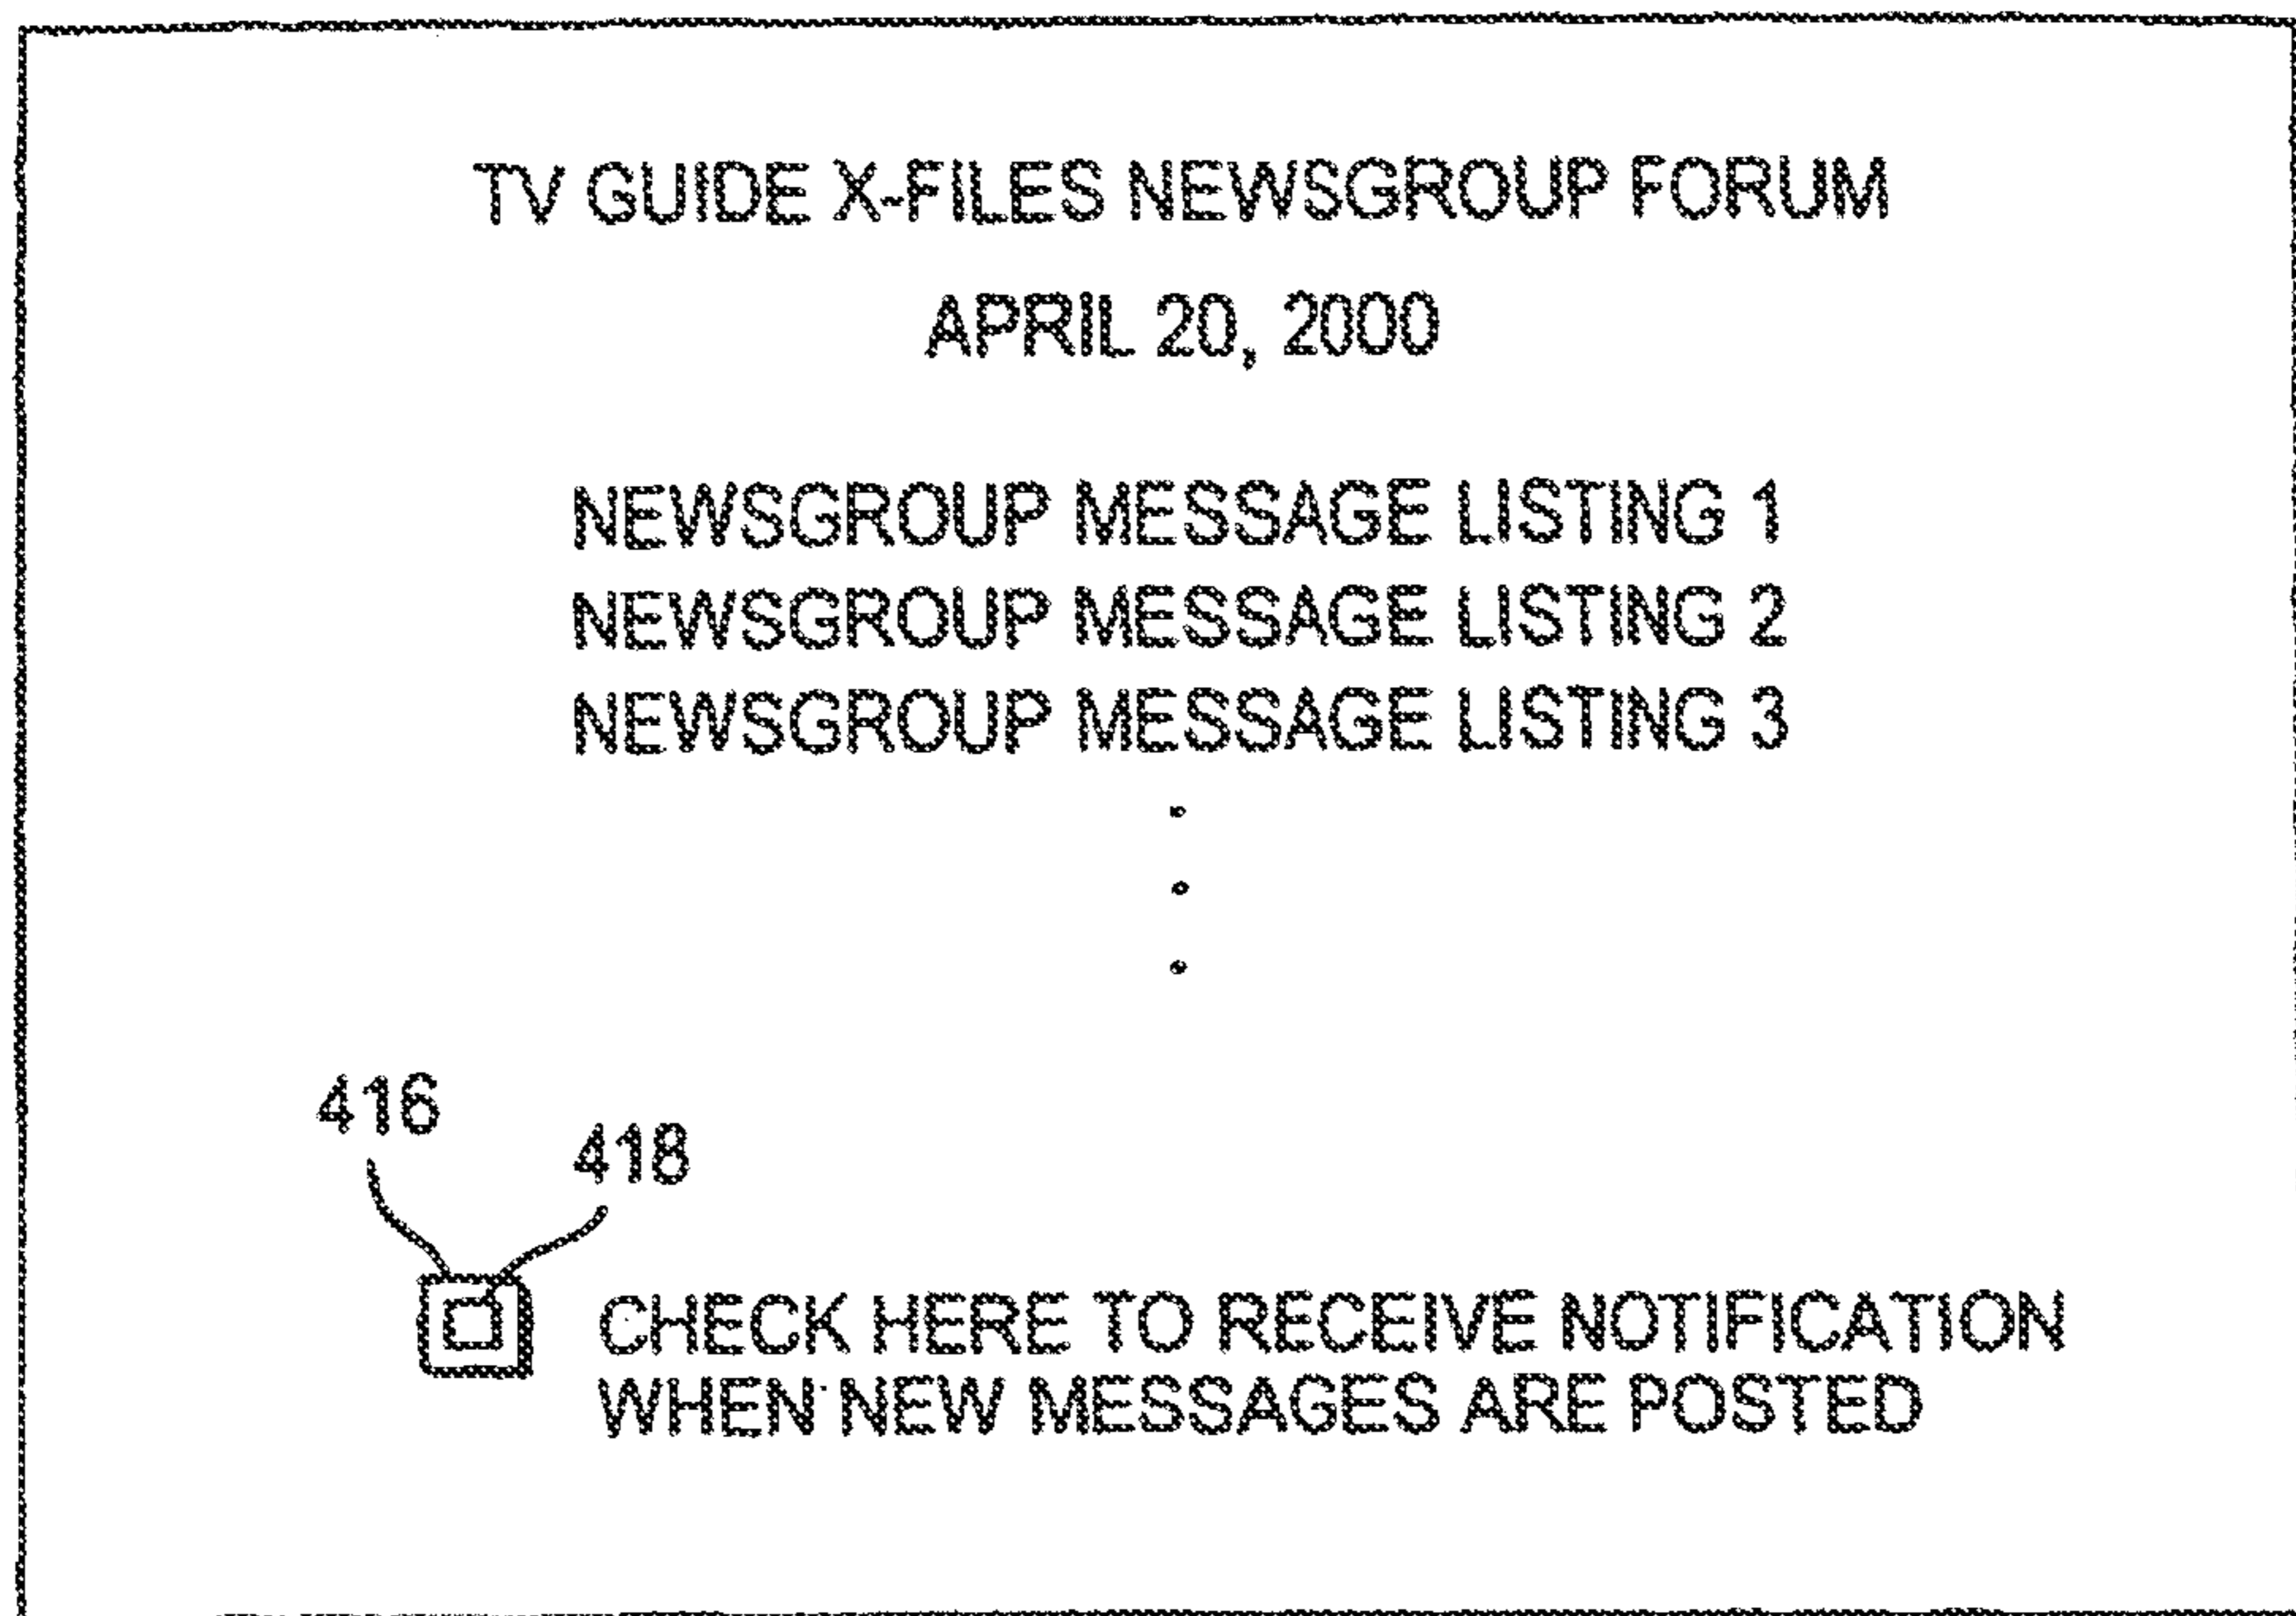 TV GUIDE X-FILES NEWSGROUP FORUM
APRIL 20, 2000
NEWSGROUP MESSAGE LISTING 1
NEWSGROUP MESSAGE LISTING 2
NEWSGROUP MESSAGE LISTING 3
416
418
CHECK HERE TO RECEIVE NOTIFICATION
WHEN NEW MESSAGES ARE POSTED